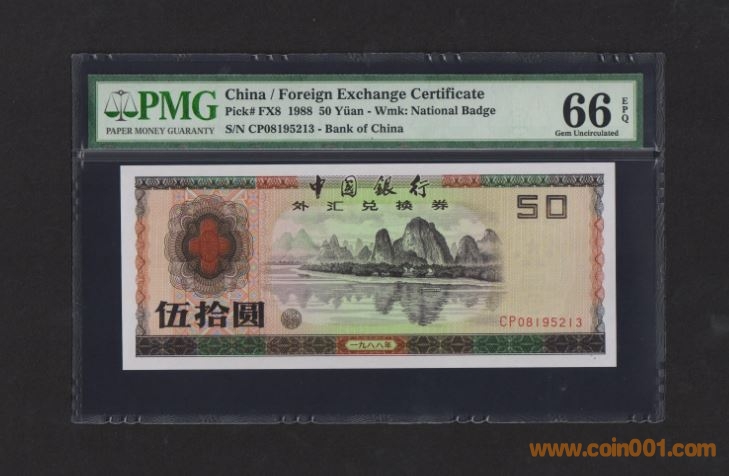 PMG
PAPER MONEY GUARANTY
China / Foreign Exchange Certificate
Pick# FX8 1988 50 Yüan - Wmk: National Badge
S/N CP08195213 - Bank of China
66
EPQ
Gem Uncirculated
中國銀行
外汇兑换券
50
伍拾圆
CP08195213
一九八八年
www.coin001.com